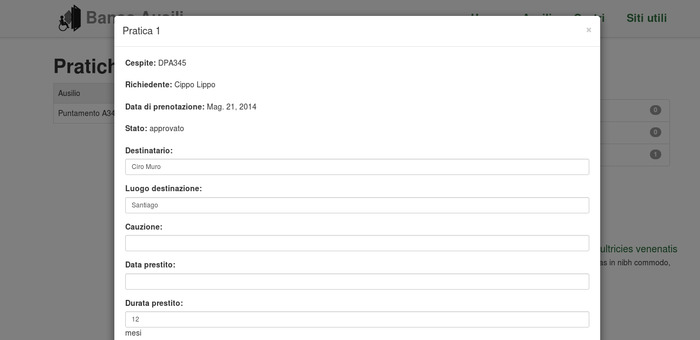 Banco Ausili
Siti utili
Pratica 1
×
Pratich
Cespite: DPA345
Ausilio
Richiedente: Cippo Lippo
Puntamento A34
Data di prenotazione: Mag. 21, 2014
0
Stato: approvato
0
Destinatario:
1
Ciro Muro
Luogo destinazione:
Santiago
Cauzione:
ultricies venenatis
in nibh commodo,
Data prestito:
Durata prestito:
12
mesi